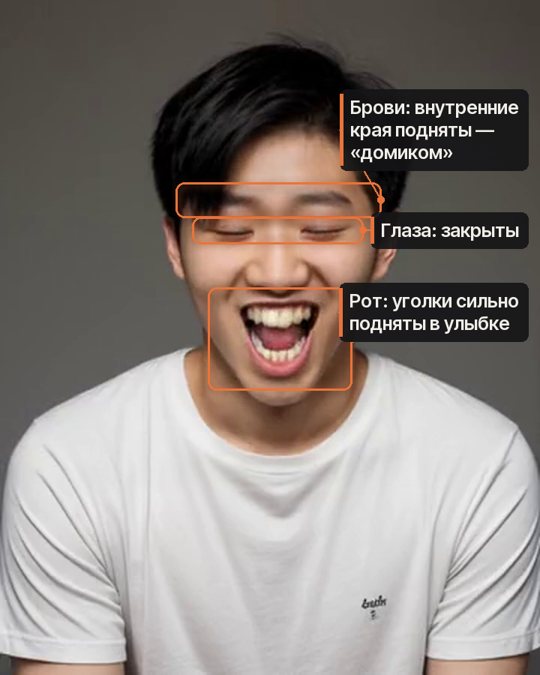 Брови: внутренние
края подняты —
«домиком»
Глаза: закрыты
Рот: уголки сильно
подняты в улыбке